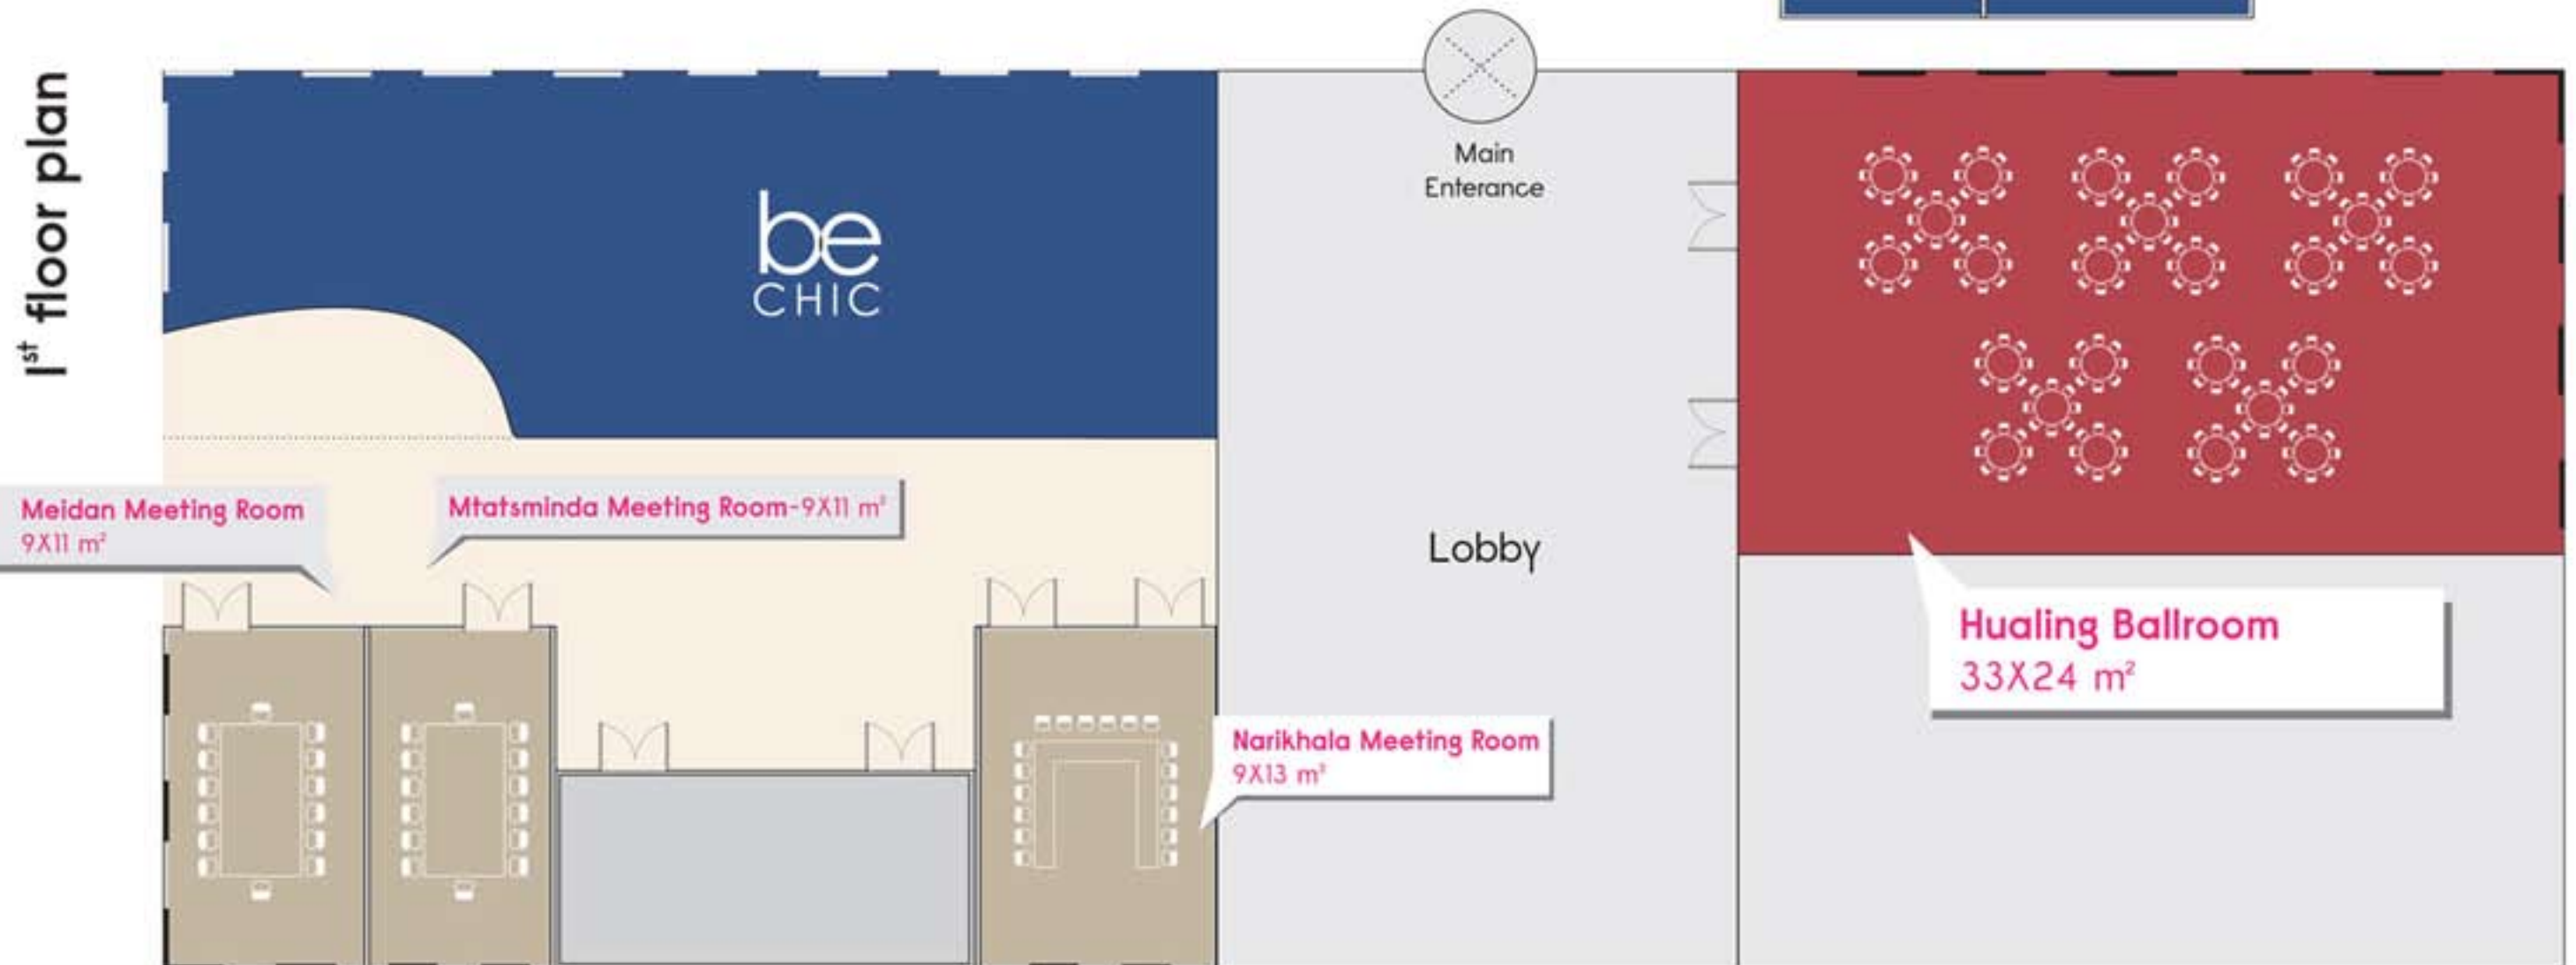 1st floor plan
be
CHIC
Main
Enterance
Meidan Meeting Room
9X11 m²
Mtatsminda Meeting Room-9X11 m²
Lobby
Hualing Ballroom
33X24 m²
Narikhala Meeting Room
9X13 m²